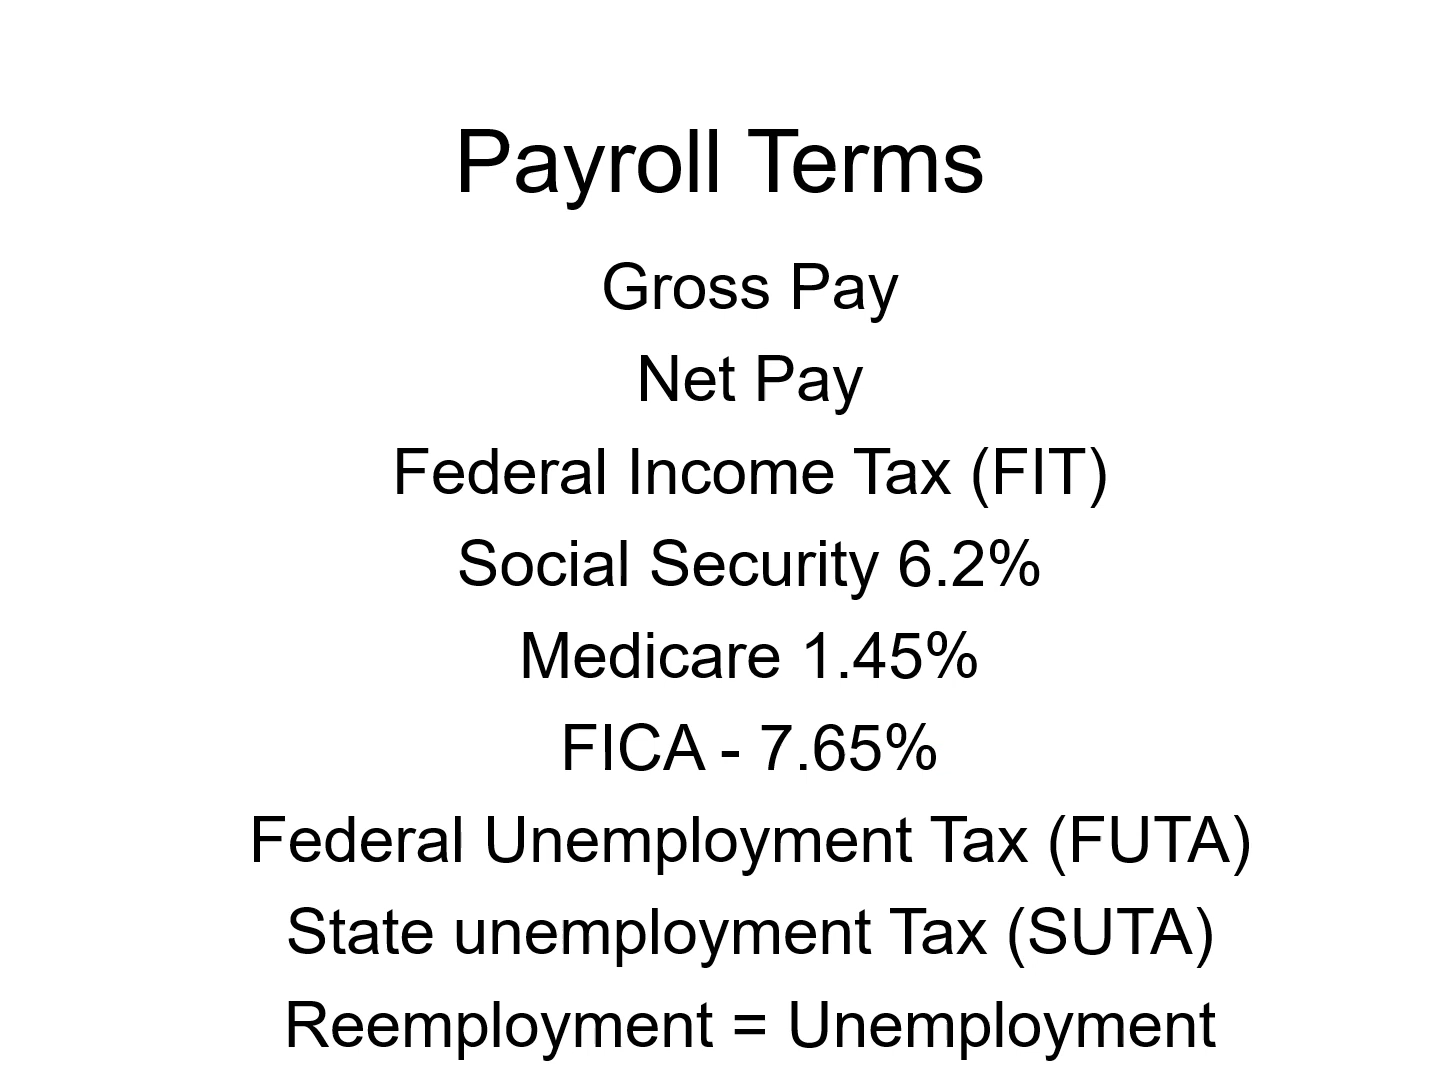 Payroll Terms
Gross Pay
Net Pay
Federal Income Tax (FIT)
Social Security 6.2%
Medicare 1.45%
FICA - 7.65%
Federal Unemployment Tax (FUTA)
State unemployment Tax (SUTA)
Reemployment = Unemployment